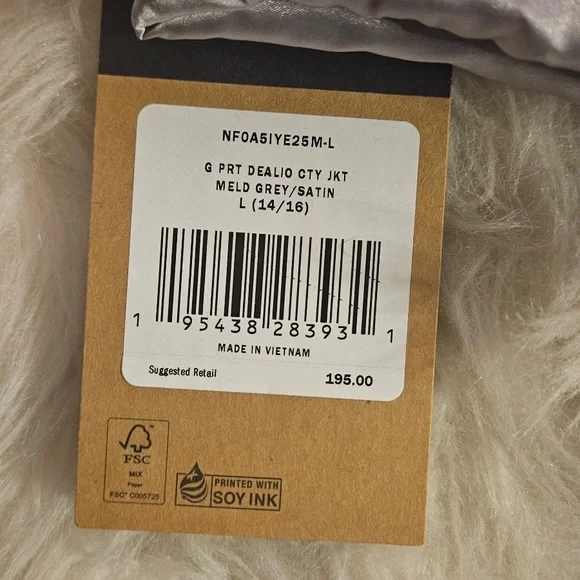 NF0A5IYE25M-L
G PRT DEALIO CTY JKT
MELD GREY/SATIN
L (14/16)
1 95438 28393 1
MADE IN VIETNAM
Suggested Retail 195.00
FSC
MIX
Paper
FSC® C005725
PRINTED WITH
SOY INK